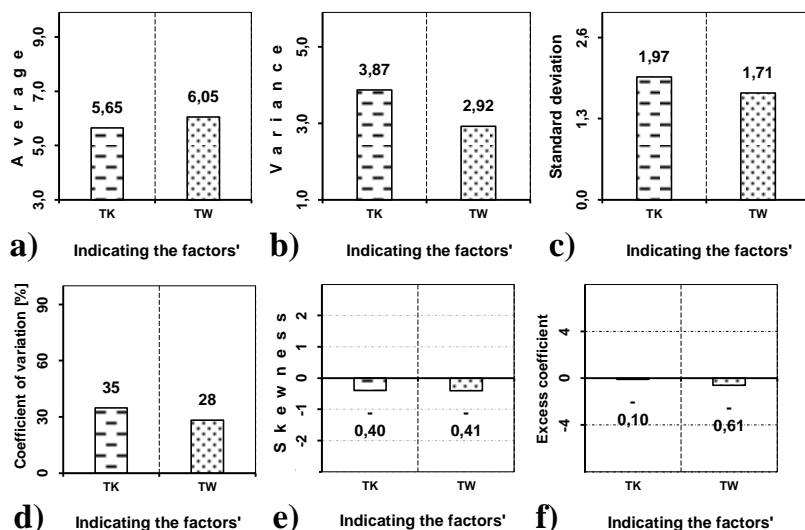 a)
A v e r a g e
9,0
7,0
5,0
3,0
5,65
6,05
TK
TW
Indicating the factors'
b)
V a r i a n c e
5,0
3,0
1,0
3,87
2,92
TK
TW
Indicating the factors'
c)
Standard deviation
2,6
1,3
0,0
1,97
1,71
TK
TW
Indicating the factors'
d)
Coefficient of variation [%]
90
60
30
0
35
28
TK
TW
Indicating the factors'
e)
S k e w n e s s
2
1
0
-1
-2
-
0,40
-
0,41
TK
TW
Indicating the factors'
f)
Excess coefficient
4
0
-4
-
0,10
-
0,61
TK
TW
Indicating the factors'